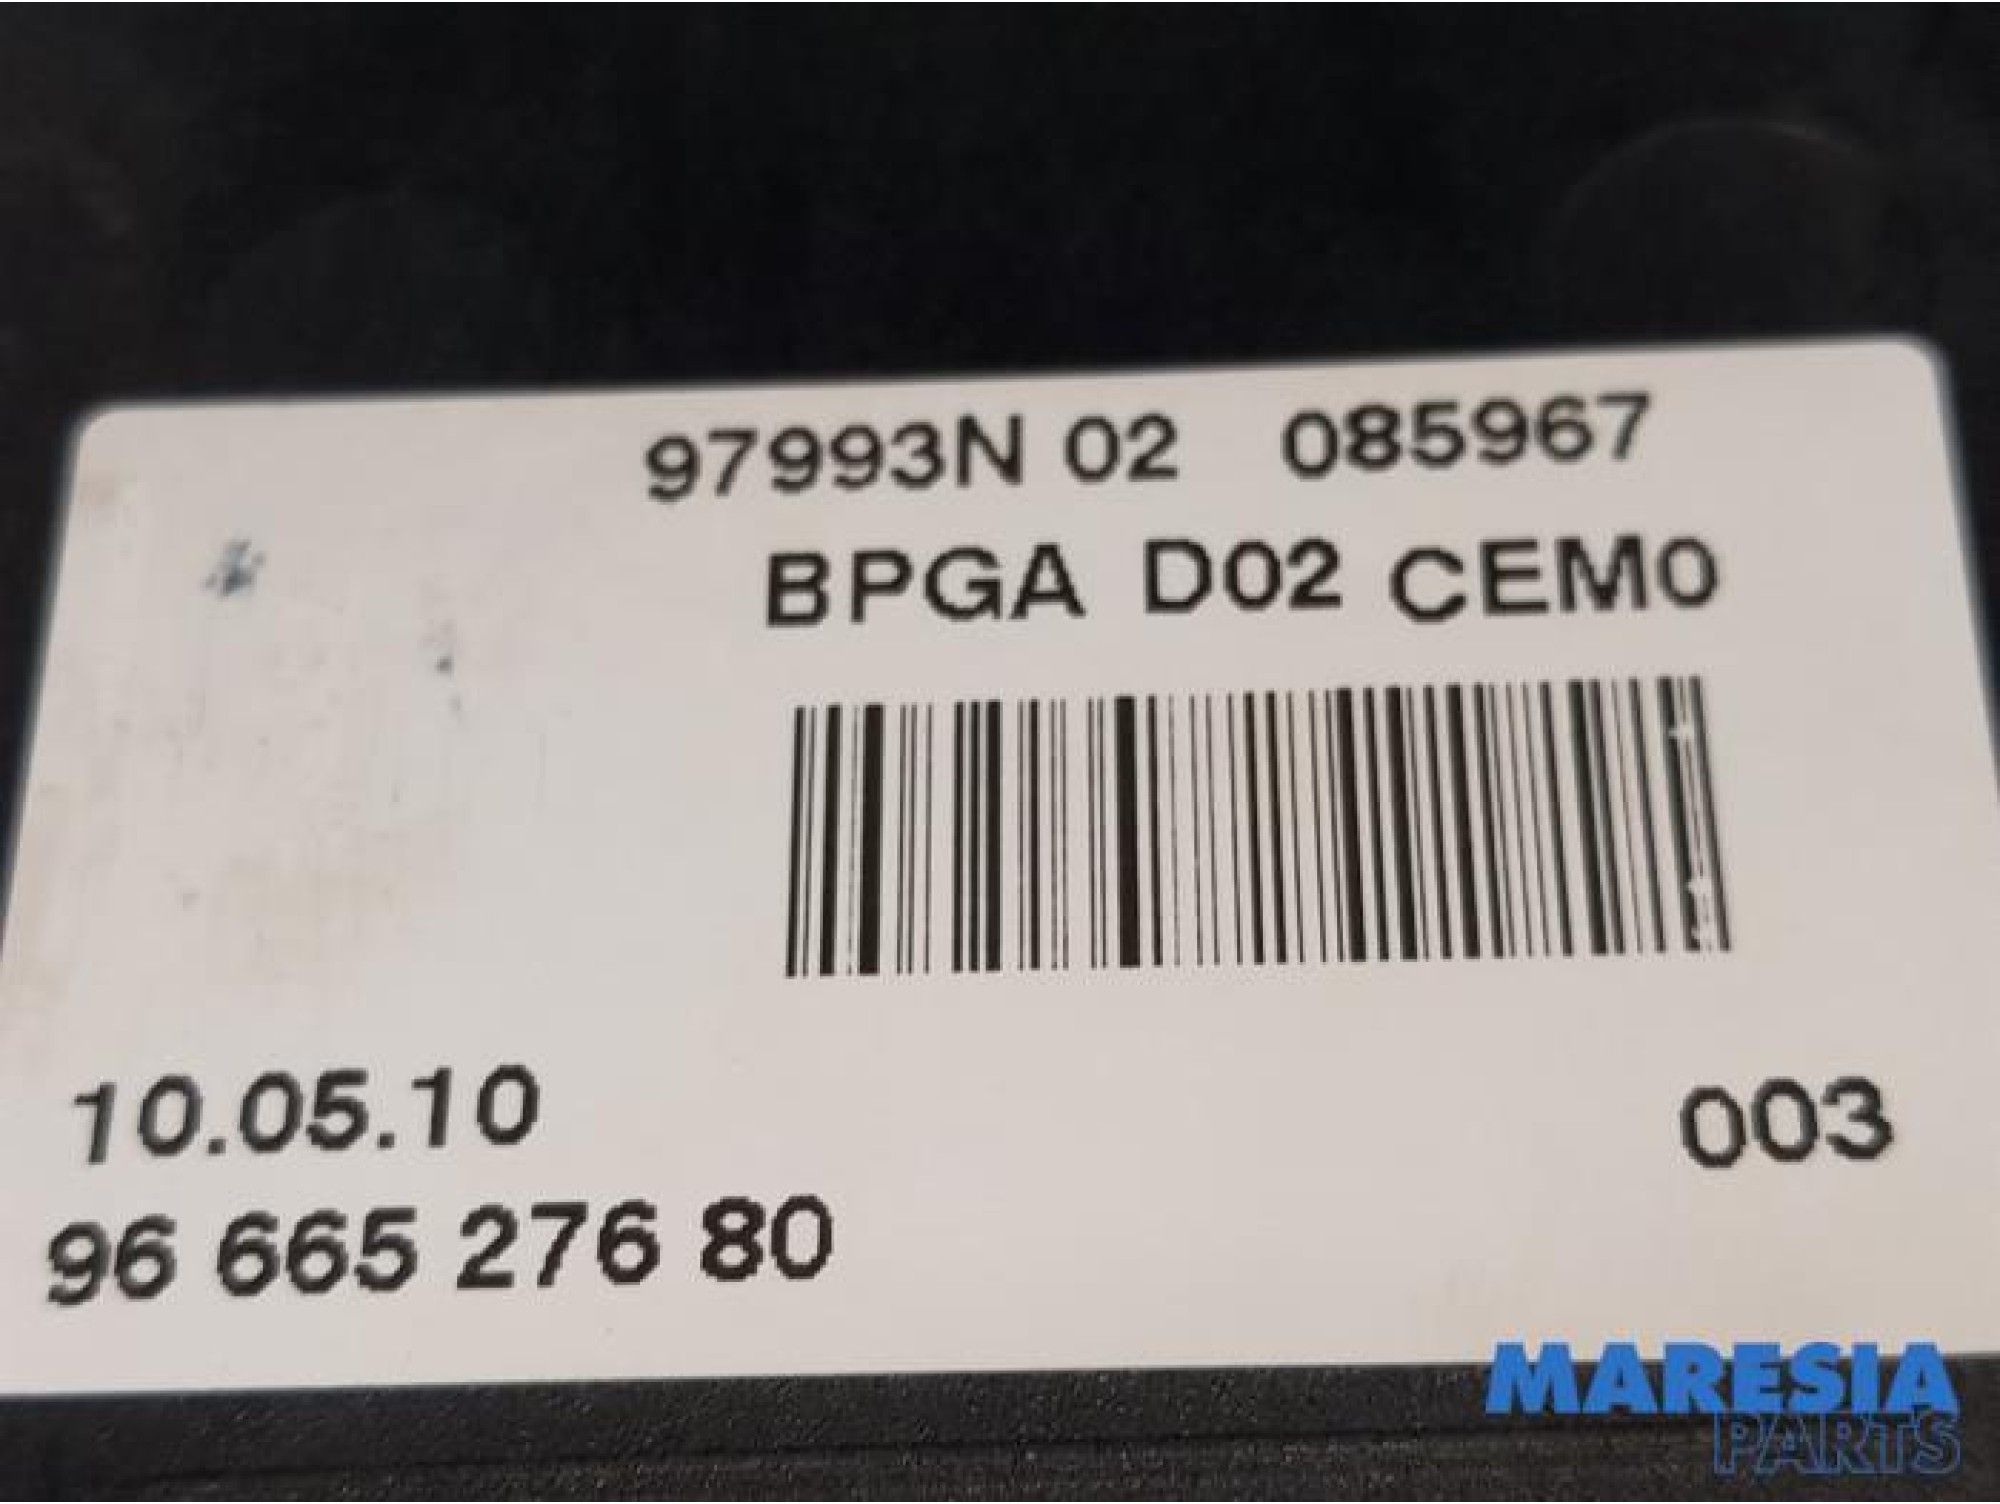 97993N 02 085967
BPGA D02 CEM0
10.05.10
003
96 665 276 80
MARESIA
PARTS